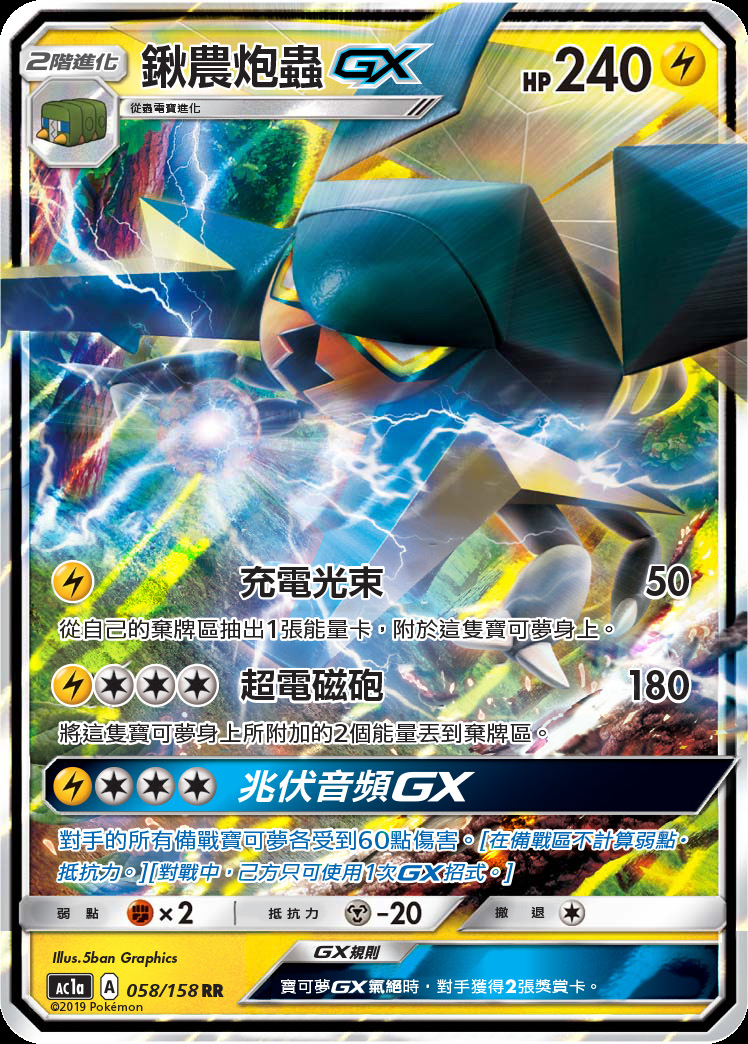 2階進化 鍬農炮蟲GX HP240
從蟲電寶進化
充電光束 50
從自己的棄牌區抽出1張能量卡，附於這隻寶可夢身上。
超電磁砲 180
將這隻寶可夢身上所附加的2個能量丟到棄牌區。
兆伏音頻GX
對手的所有備戰寶可夢各受到60點傷害。[在備戰區不計算弱點・
抵抗力。][對戰中，己方只可使用1次GX招式。]
弱點 ×2 抵抗力 -20 撤退
Illus.5ban Graphics
GX規則
AC1a A 058/158 RR
寶可夢GX氣絕時，對手獲得2張獎賞卡。
©2019 Pokémon